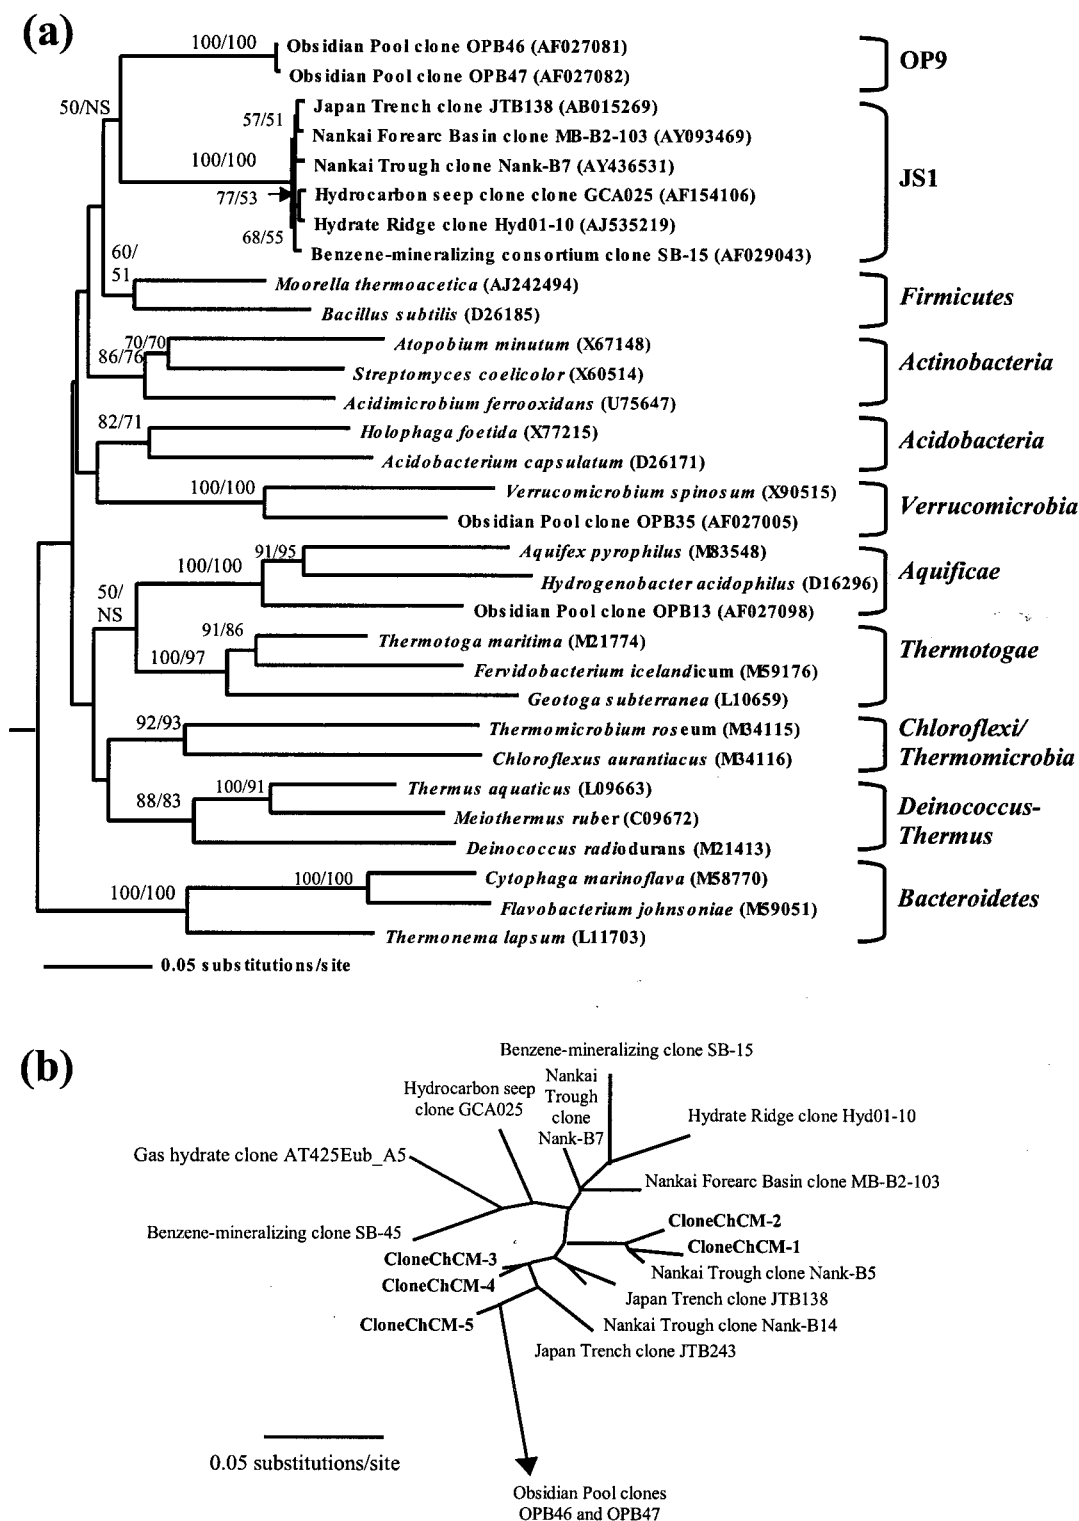 (a)
100/100
Obsidian Pool clone OPB46 (AF027081)
Obsidian Pool clone OPB47 (AF027082)
OP9
50/NS
Japan Trench clone JTB138 (AB015269)
57/51
Nankai Forearc Basin clone MB-B2-103 (AY093469)
100/100
Nankai Trough clone Nank-B7 (AY436531)
JS1
77/53
Hydrocarbon seep clone clone GCA025 (AF154106)
Hydrate Ridge clone Hyd01-10 (AJ535219)
68/55
Benzene-mineralizing consortium clone SB-15 (AF029043)
60/
51
Moorella thermoacetica (AJ242494)
Bacillus subtilis (D26185)
Firmicutes
70/70
Atopobium minutum (X67148)
86/76
Streptomyces coelicolor (X60514)
Acidimicrobium ferrooxidans (U75647)
Actinobacteria
82/71
Holophaga foetida (X77215)
Acidobacterium capsulatum (D26171)
Acidobacteria
100/100
Verrucomicrobium spinosum (X90515)
Obsidian Pool clone OPB35 (AF027005)
Verrucomicrobia
91/95
Aquifex pyrophilus (M83548)
100/100
Hydrogenobacter acidophilus (D16296)
Obsidian Pool clone OPB13 (AF027098)
Aquificae
50/
NS
91/86
Thermotoga maritima (M21774)
100/97
Fervidobacterium icelandicum (M59176)
Geotoga subterranea (L10659)
Thermotogae
92/93
Thermomicrobium roseum (M34115)
Chloroflexus aurantiacus (M34116)
Chloroflexi/
Thermomicrobia
100/91
Thermus aquaticus (L09663)
88/83
Meiothermus ruber (C09672)
Deinococcus radiodurans (M21413)
Deinococcus-
Thermus
100/100
Cytophaga marinoflava (M58770)
100/100
Flavobacterium johnsoniae (M59051)
Thermonema lapsum (L11703)
Bacteroidetes
0.05 substitutions/site
(b)
Benzene-mineralizing clone SB-15
Hydrocarbon seep
clone GCA025
Nankai
Trough
clone
Nank-B7
Hydrate Ridge clone Hyd01-10
Gas hydrate clone AT425Eub_A5
Nankai Forearc Basin clone MB-B2-103
Benzene-mineralizing clone SB-45
CloneChCM-2
CloneChCM-1
CloneChCM-3
Nankai Trough clone Nank-B5
CloneChCM-4
Japan Trench clone JTB138
CloneChCM-5
Nankai Trough clone Nank-B14
Japan Trench clone JTB243
0.05 substitutions/site
Obsidian Pool clones
OPB46 and OPB47